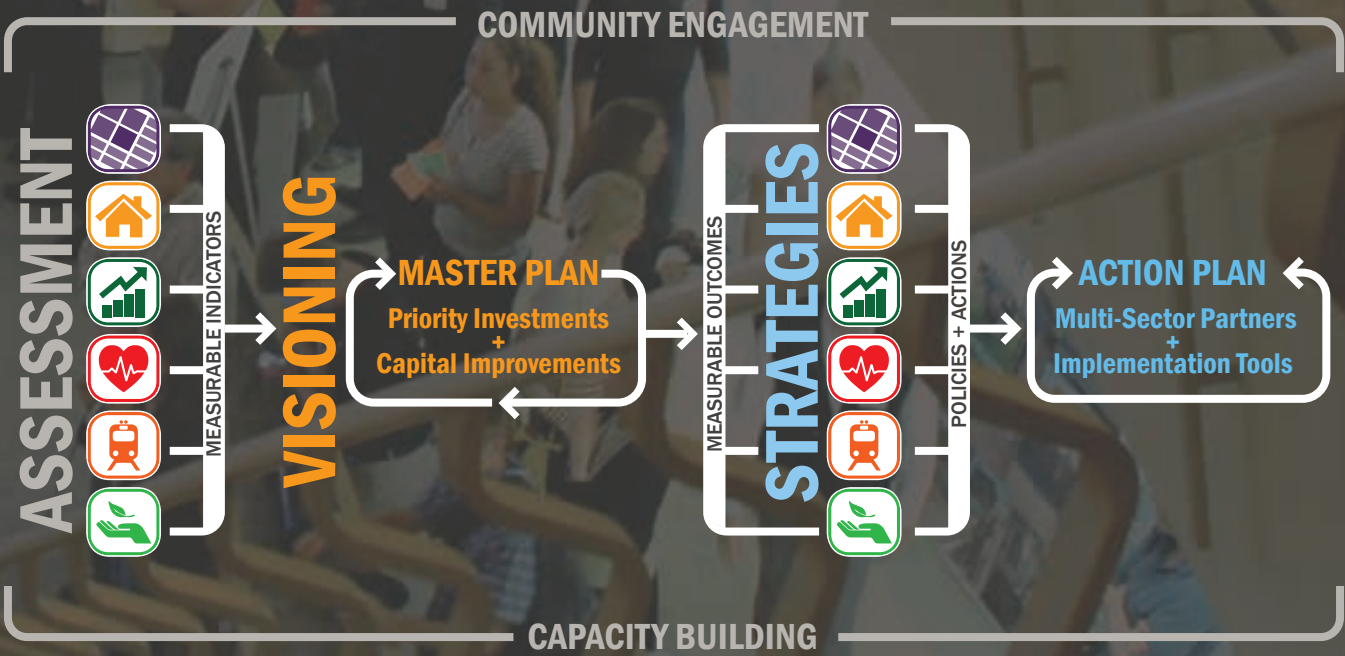 COMMUNITY ENGAGEMENT
ASSESSMENT
MEASURABLE INDICATORS
VISIONING
MASTER PLAN
Priority Investments
+
Capital Improvements
MEASURABLE OUTCOMES
STRATEGIES
POLICIES + ACTIONS
ACTION PLAN
Multi-Sector Partners
+
Implementation Tools
CAPACITY BUILDING